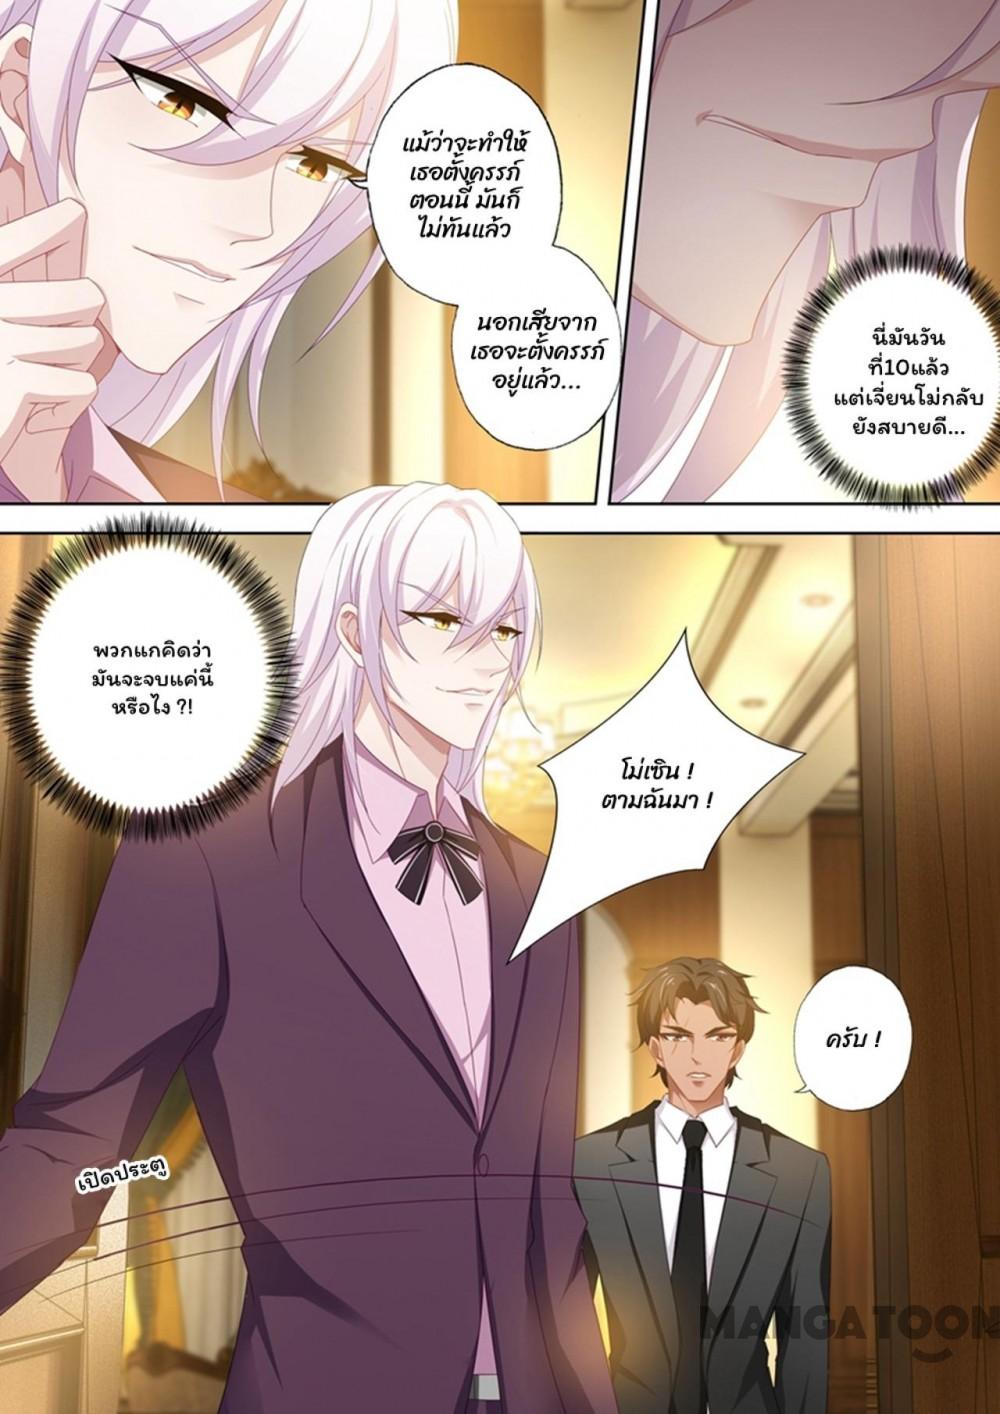 แม้ว่าจะทำให้
เธอตั้งครรภ์
ตอนนี้ มันก็
ไม่ทันแล้ว
นอกเสียจาก
เธอจะตั้งครรภ์
อยู่แล้ว...
นี่มันวัน
ที่10แล้ว
แต่เจี่ยนโม่กลับ
ยังสบายดี...
พวกแกคิดว่า
มันจะจบแค่นี้
หรือไง ?!
โม่เซิน !
ตามฉันมา !
ครับ !
เปิดประตู
MANGATOON